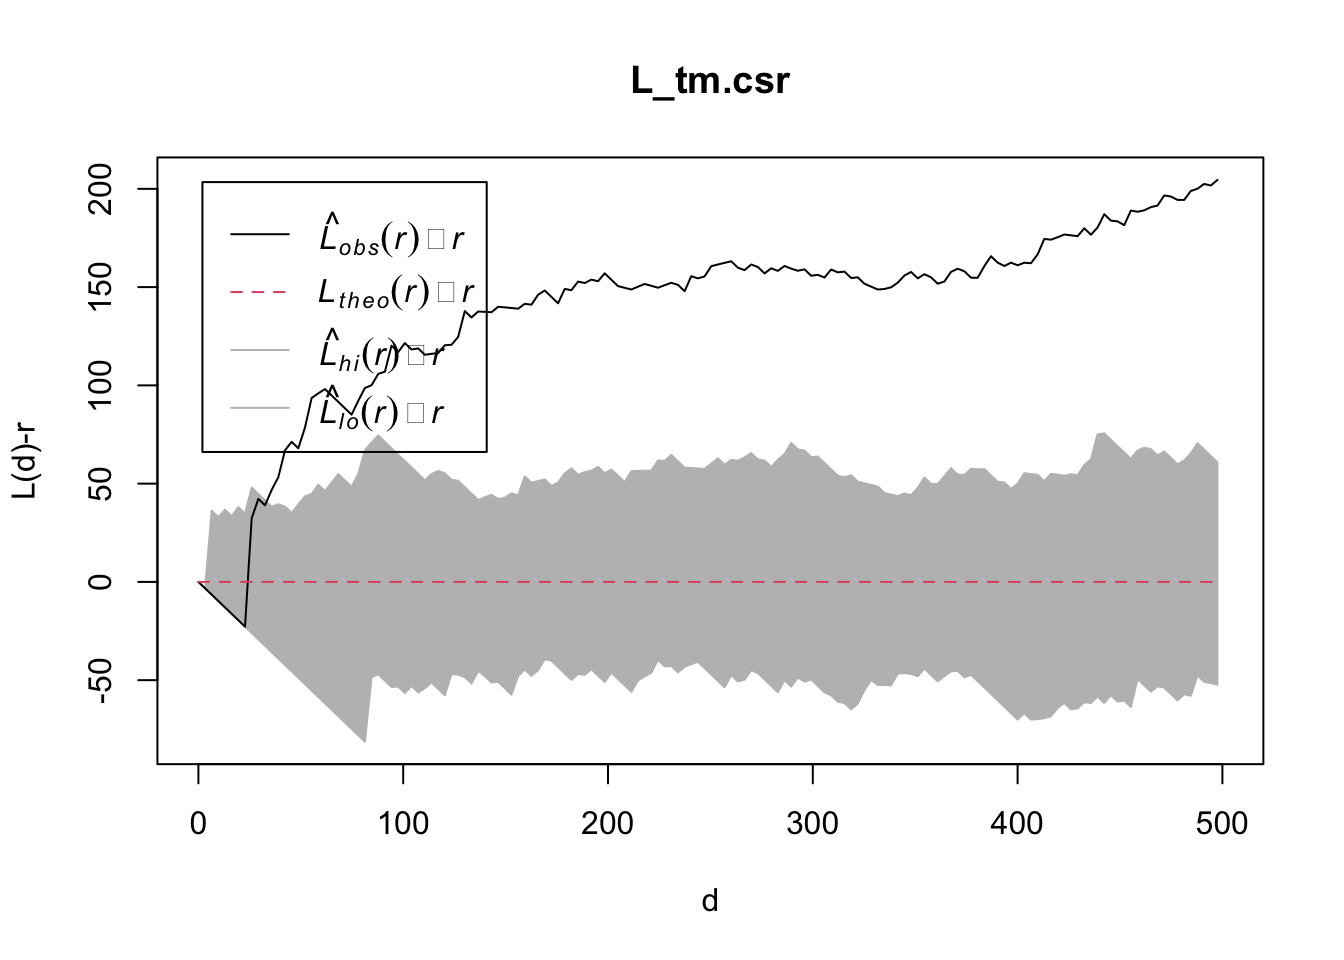 L_tm.csr
L̂obs(r) □ r
Ltheo(r) □ r
L̂hi(r) □ r
L̂lo(r) □ r
L(d)-r
200
150
100
50
0
-50
0 100 200 300 400 500
d